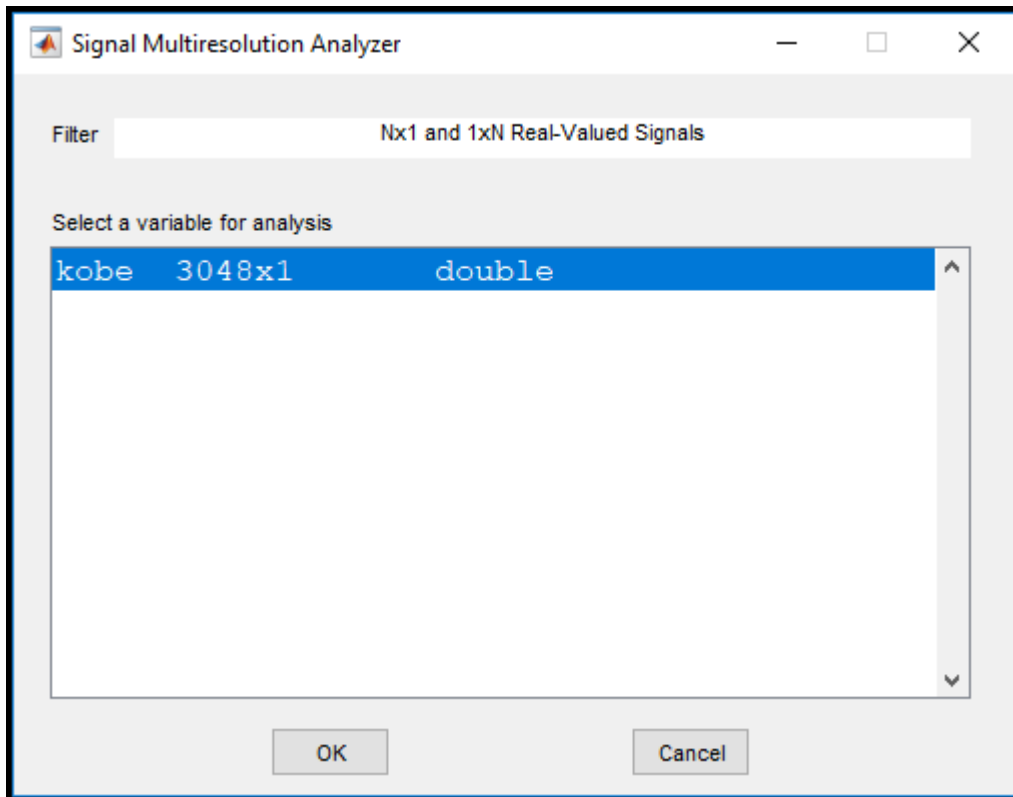 Signal Multiresolution Analyzer
Filter Nx1 and 1xN Real-Valued Signals
Select a variable for analysis
kobe 3048x1 double
OK Cancel